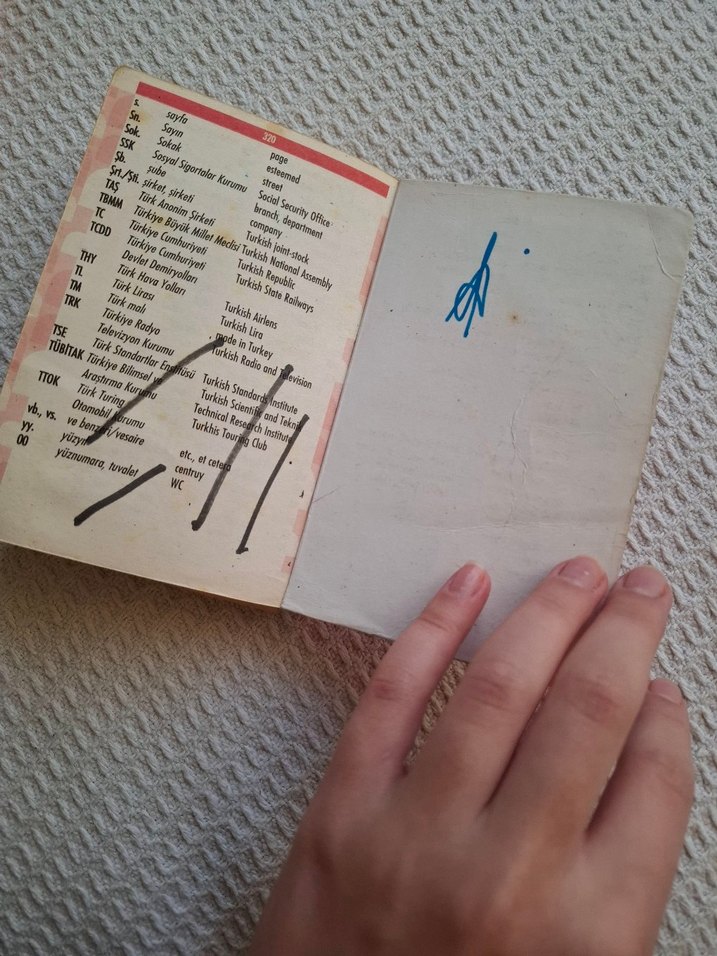 320
s. sayfa page
Sn. Sayın esteemed
Sok. Sokak street
SSK Sosyal Sigortalar Kurumu Social Security Office
Şb. şube branch, department
Şrt./Şti. şirket, şirketi company
TAŞ Türk Anonim Şirketi Turkish joint-stock
TBMM Türkiye Büyük Millet Meclisi Turkish National Assembly
TC Türkiye Cumhuriyeti Turkish Republic
TCDD Türkiye Cumhuriyeti Turkish State Railways
Devlet Demiryolları
THY Türk Hava Yolları Turkish Airlens
TL Türk Lirası Turkish Lira
TM Türk malı made in Turkey
TRK Türkiye Radyo Turkish Radio and Television
Televizyon Kurumu
TSE Türk Standartlar Enstitüsü Turkish Standards Institute
TÜBİTAK Türkiye Bilimsel ve Turkish Scientific and Teknik
Araştırma Kurumu Technical Research Institute
TTOK Türk Turing Turkhis Touring Club
Otomobil Kurumu
vb., vs. ve benzeri/vesaire etc., et cetera
yy. centruy
00 yüznumara, tuvalet WC